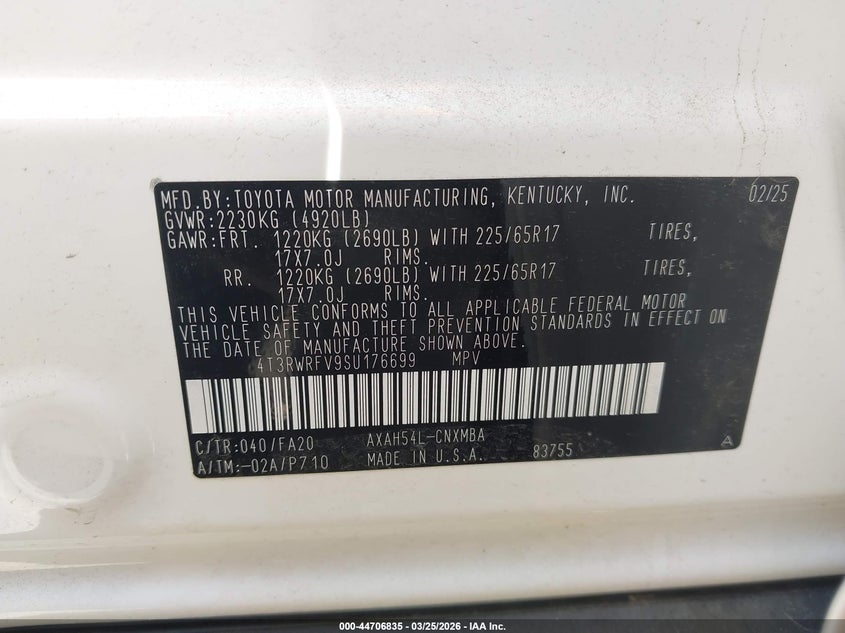 MFD.BY:TOYOTA MOTOR MANUFACTURING, KENTUCKY, INC. 02/25
GVWR:2230KG (4920LB)
GAWR:FRT. 1220KG (2690LB) WITH 225/65R17 TIRES,
17X7.0J RIMS.
RR. 1220KG (2690LB) WITH 225/65R17 TIRES,
17X7.0J RIMS.
THIS VEHICLE CONFORMS TO ALL APPLICABLE FEDERAL MOTOR
VEHICLE SAFETY AND THEFT PREVENTION STANDARDS IN EFFECT ON
THE DATE OF MANUFACTURE SHOWN ABOVE.
4T3RWRFV9SU176699 MPV
C/TR:040/FA20 AXAH54L-CNXMBA A
A/TM:-02A/P710 MADE IN U.S.A. 83755
000-44706835 - 03/25/2026 - IAA Inc.